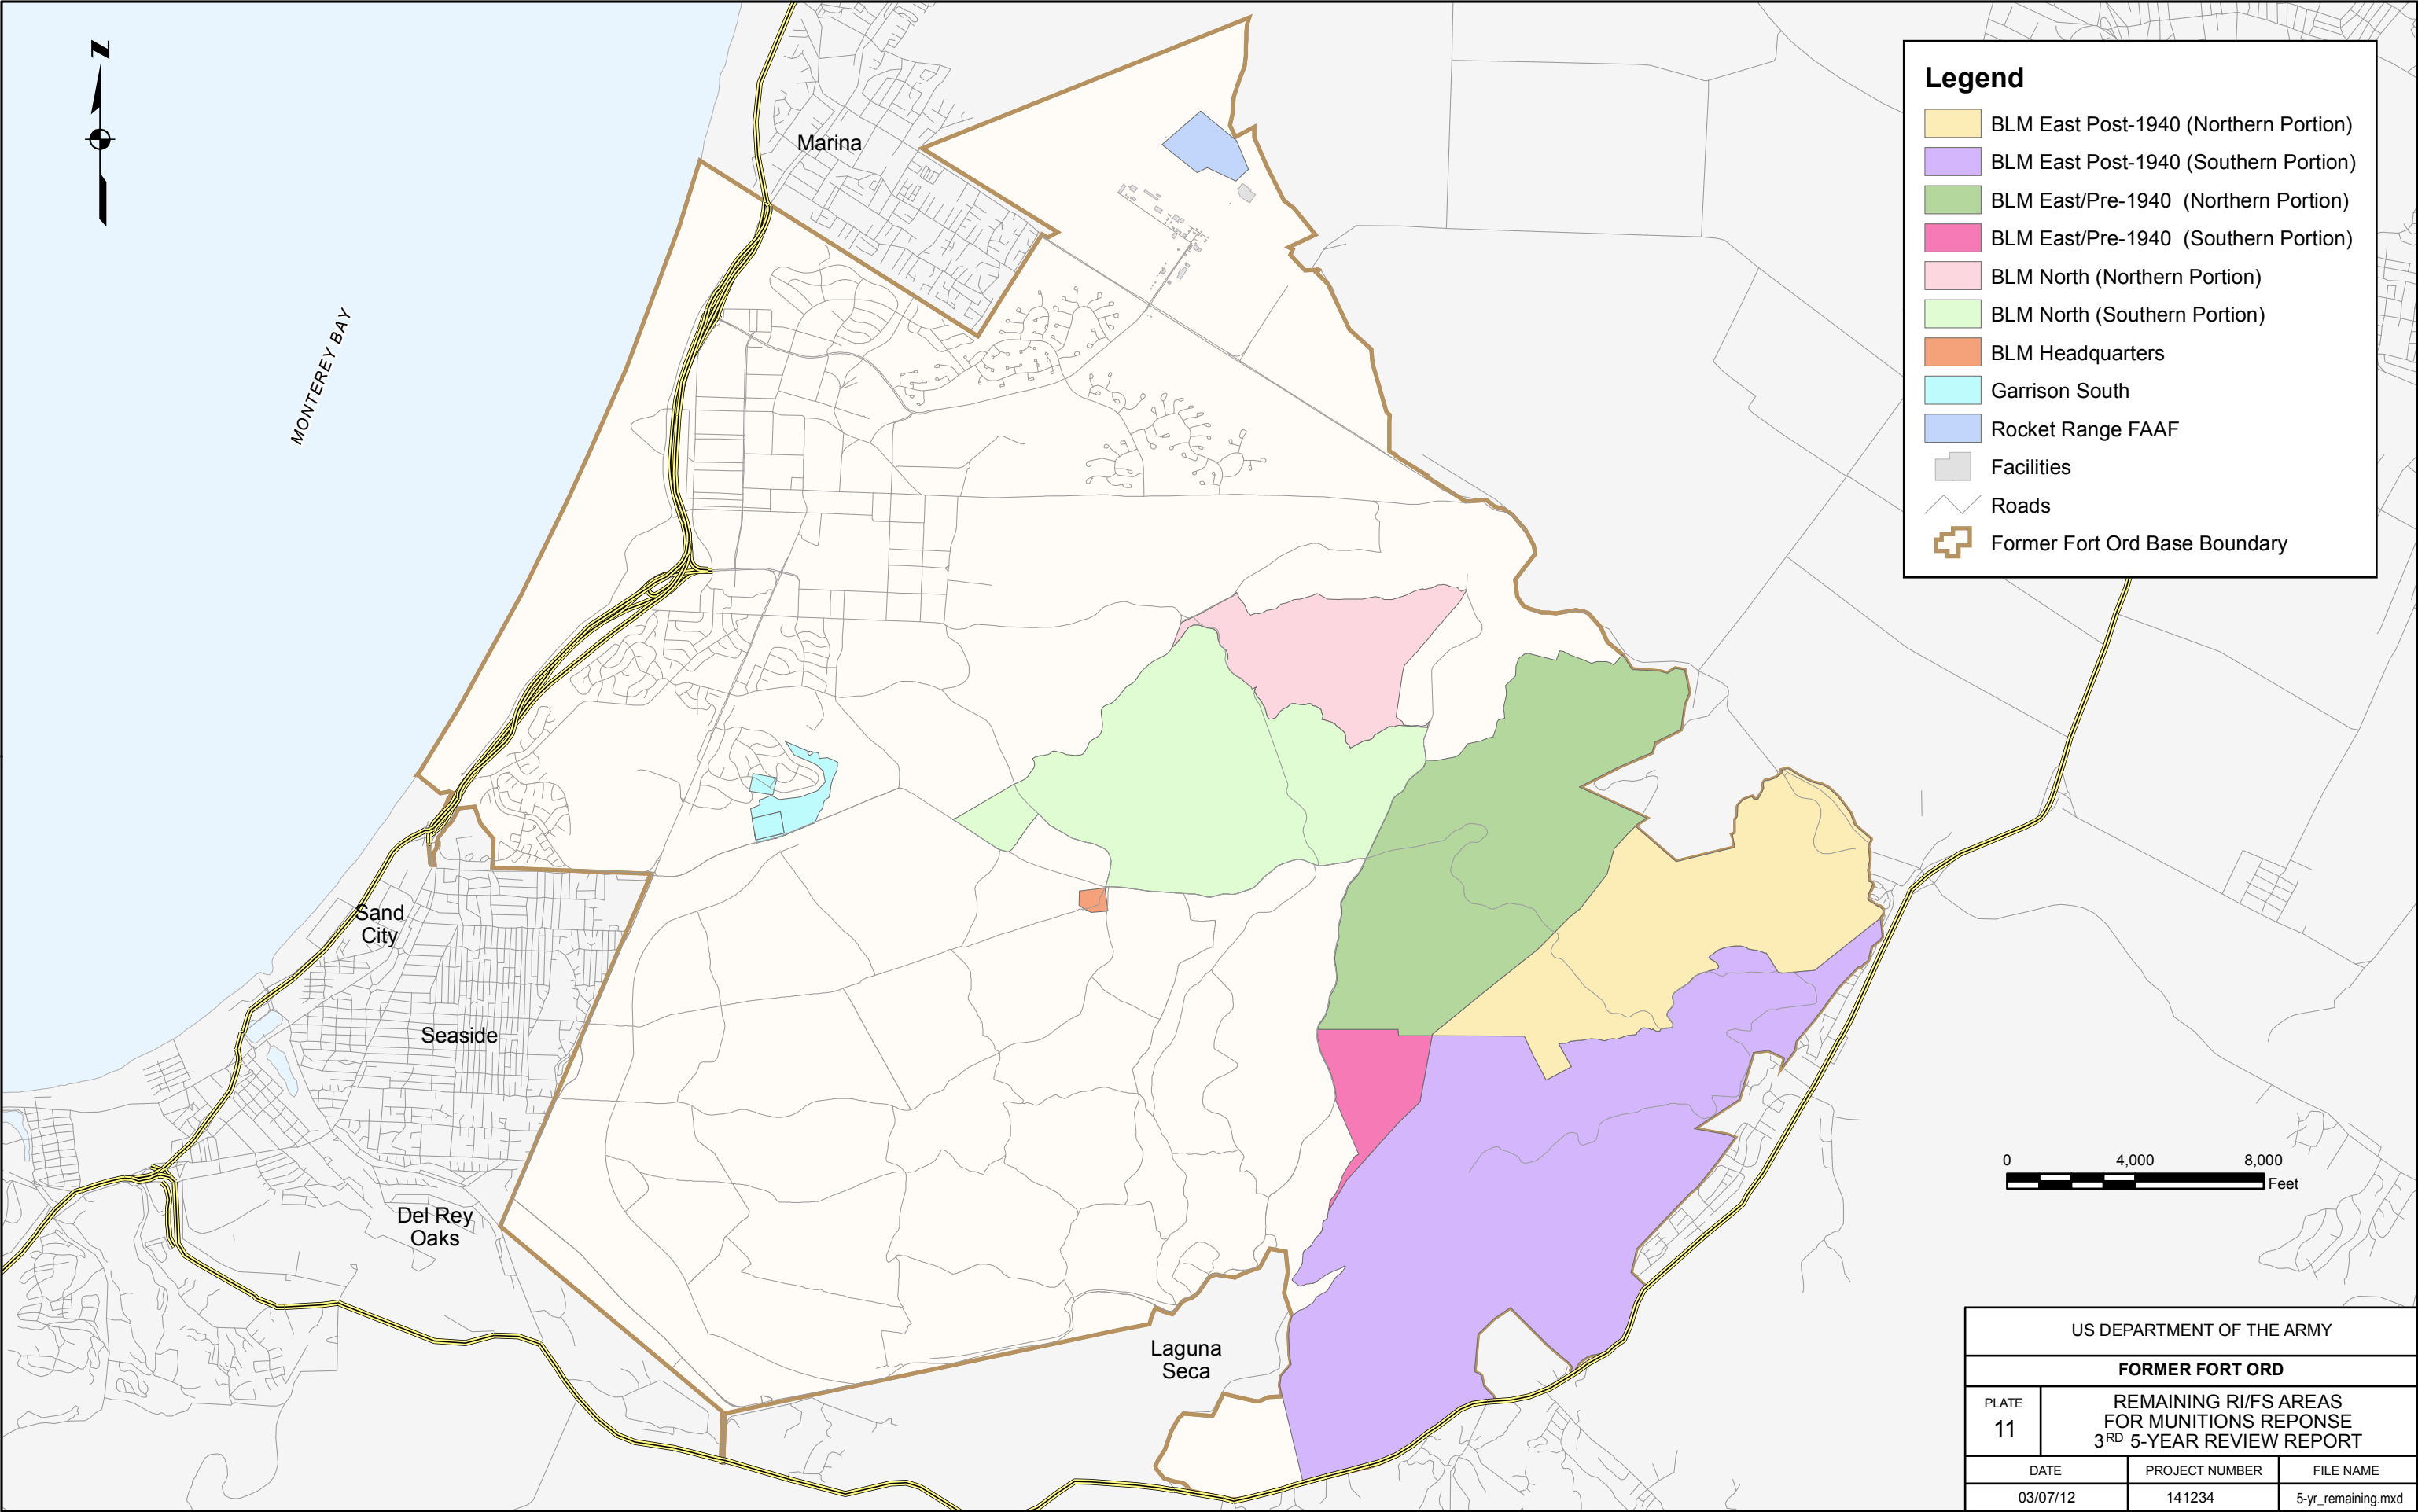 N
MONTEREY BAY
Marina
Sand
City
Seaside
Del Rey
Oaks
Laguna
Seca
Legend
BLM East Post-1940 (Northern Portion)
BLM East Post-1940 (Southern Portion)
BLM East/Pre-1940  (Northern Portion)
BLM East/Pre-1940  (Southern Portion)
BLM North (Northern Portion)
BLM North (Southern Portion)
BLM Headquarters
Garrison South
Rocket Range FAAF
Facilities
Roads
Former Fort Ord Base Boundary
0 4,000 8,000
Feet
US DEPARTMENT OF THE ARMY
FORMER FORT ORD
PLATE
11
REMAINING RI/FS AREAS
FOR MUNITIONS REPONSE
3RD 5-YEAR REVIEW REPORT
DATE PROJECT NUMBER FILE NAME
03/07/12 141234 5-yr_remaining.mxd